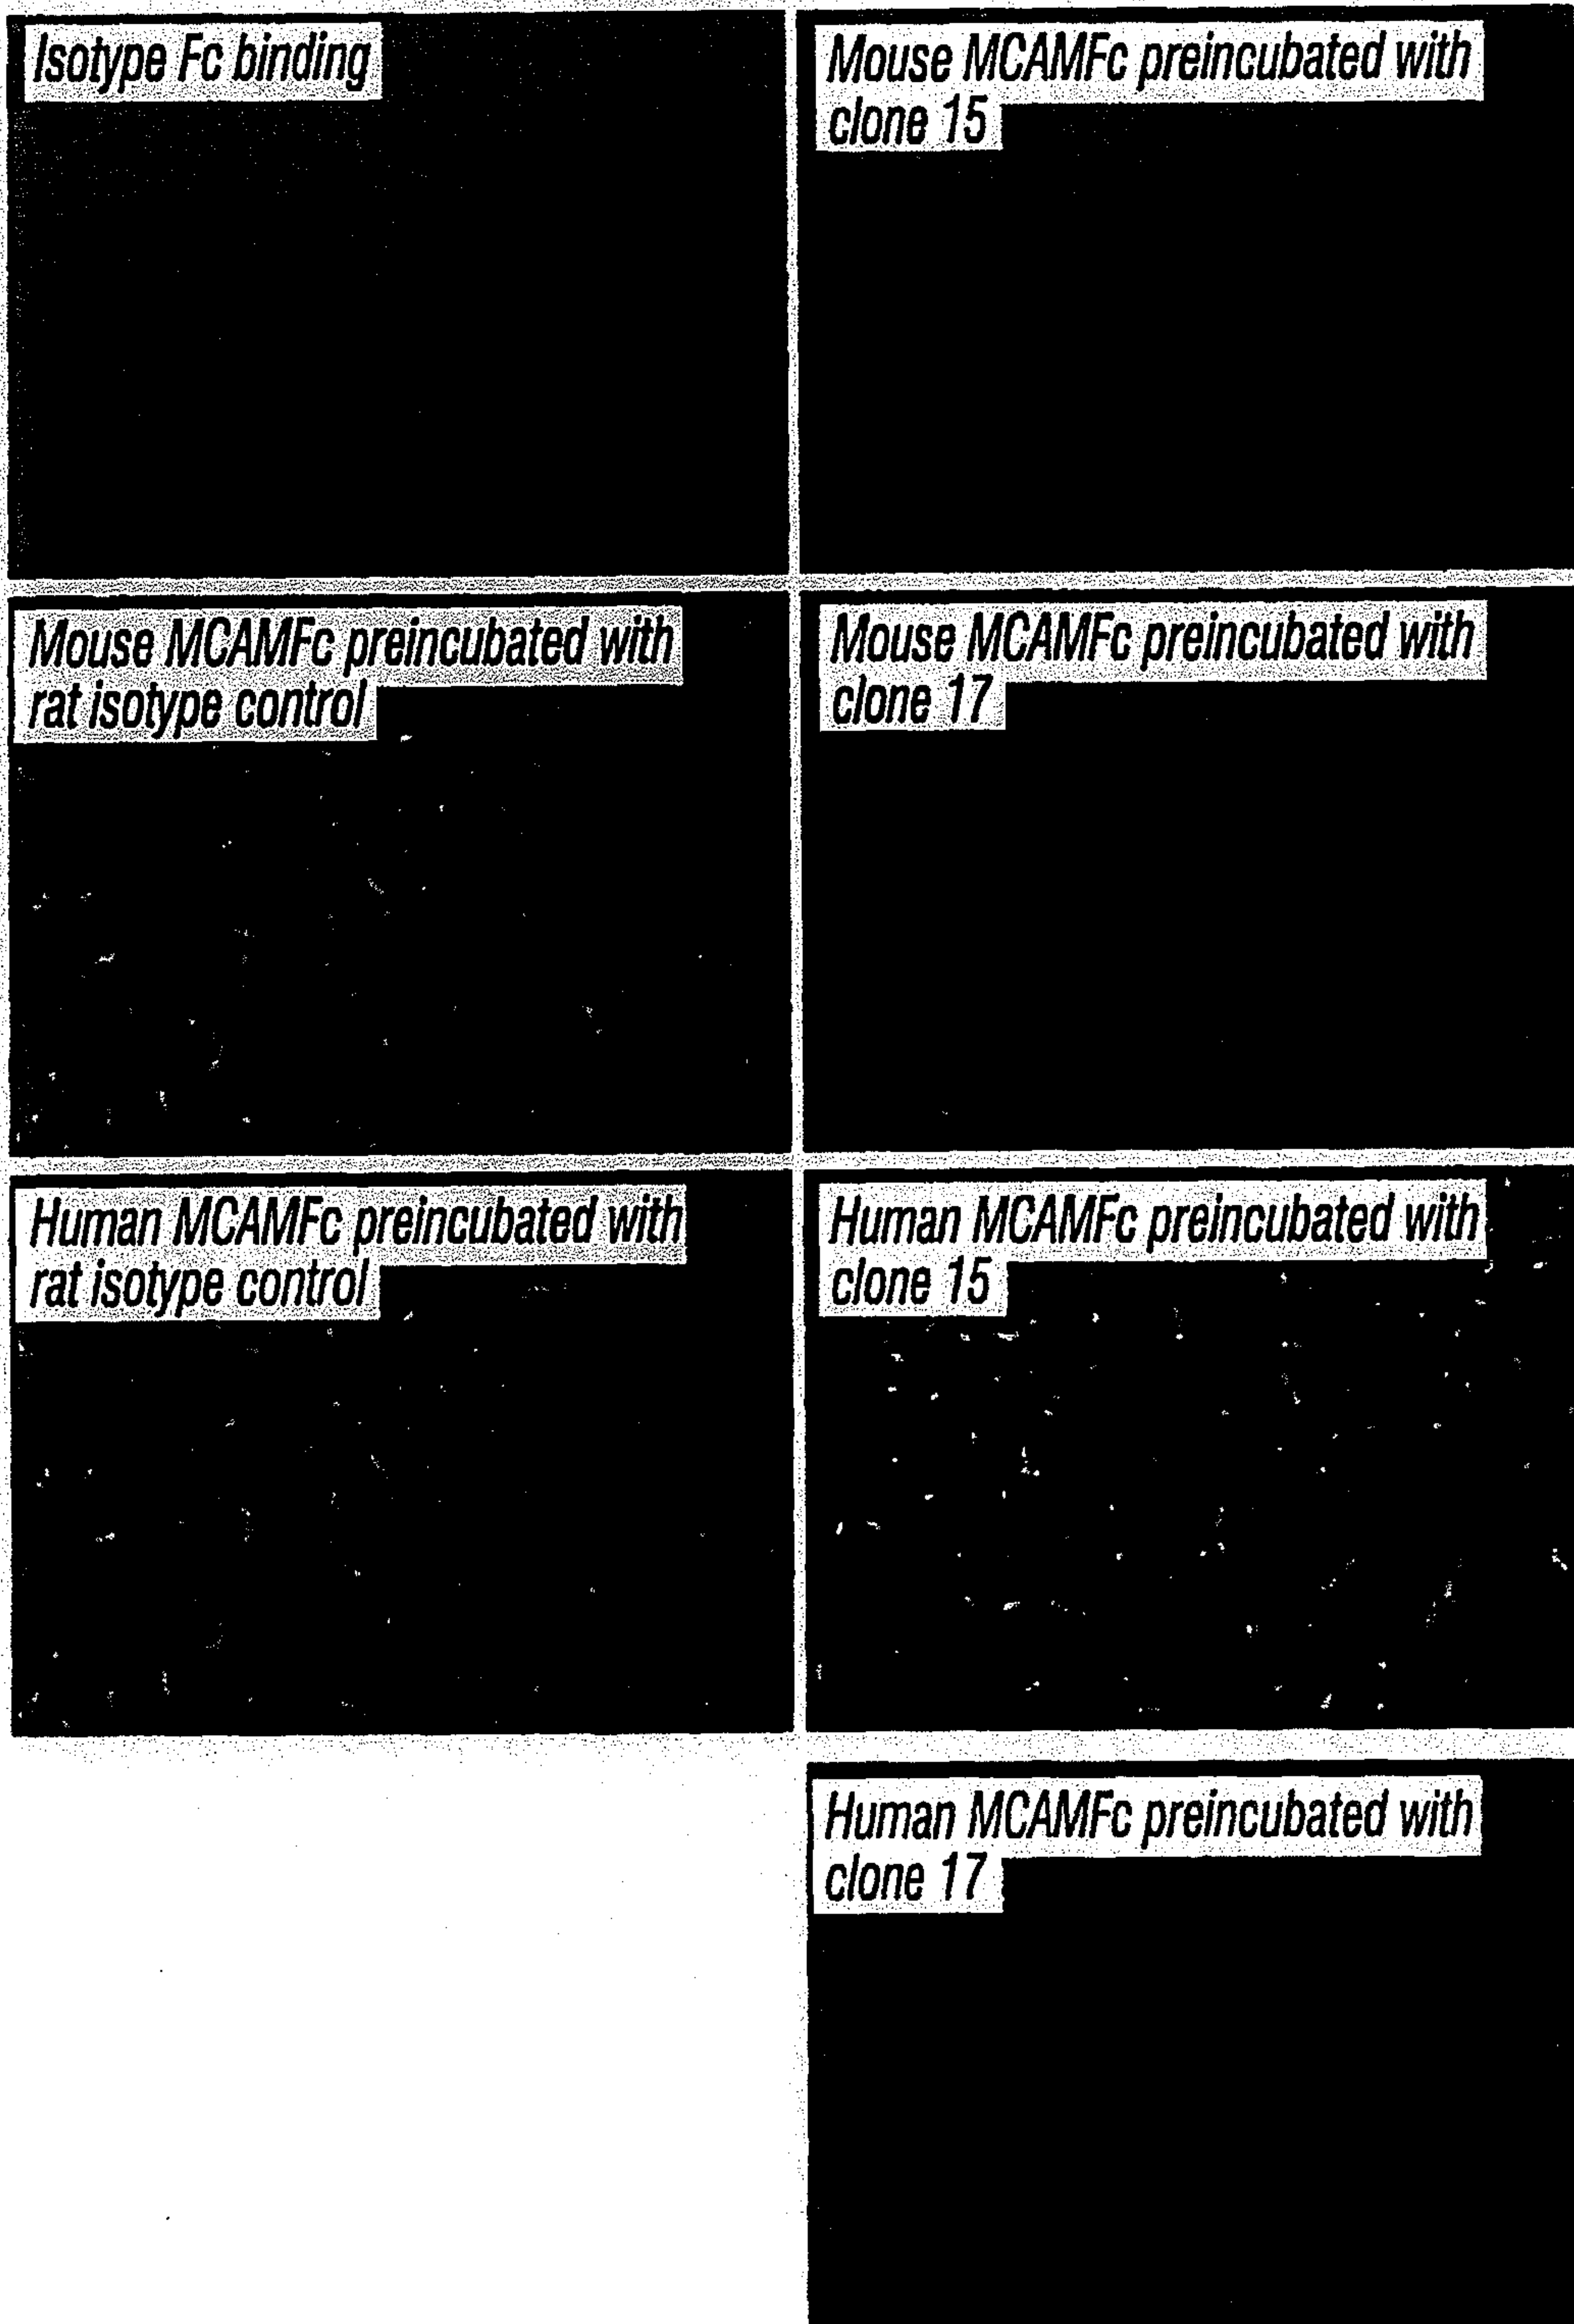 Isotype Fc binding
Mouse MCAMFc preincubated with
clone 15
Mouse MCAMFc preincubated with
rat isotype control
Mouse MCAMFc preincubated with
clone 17
Human MCAMFc preincubated with
rat isotype control
Human MCAMFc preincubated with
clone 15
Human MCAMFc preincubated with
clone 17